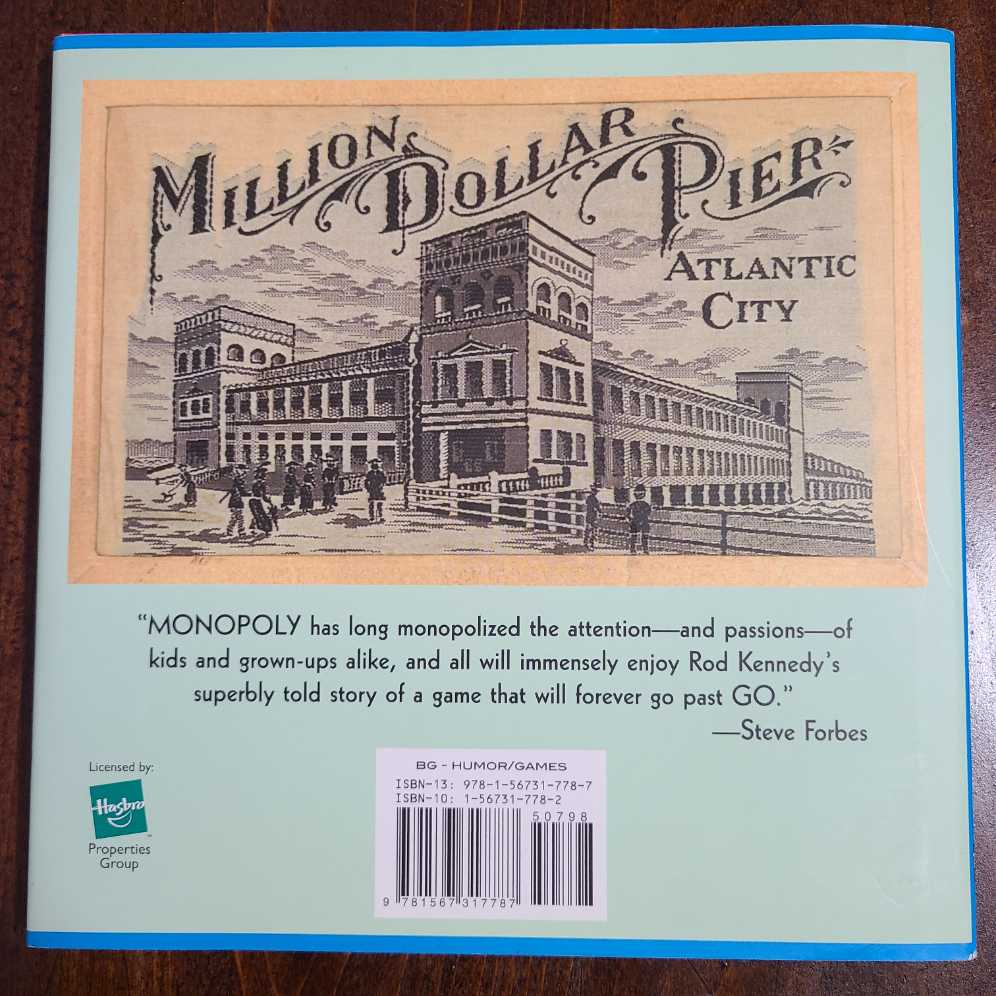 MILLION DOLLAR PIER
ATLANTIC
CITY
“MONOPOLY has long monopolized the attention—and passions—of
kids and grown-ups alike, and all will immensely enjoy Rod Kennedy’s
superbly told story of a game that will forever go past GO.”
—Steve Forbes
Licensed by:
Hasbro
Properties
Group
BG - HUMOR/GAMES
ISBN-13: 978-1-56731-778-7
ISBN-10: 1-56731-778-2
50798
9 781567 317787